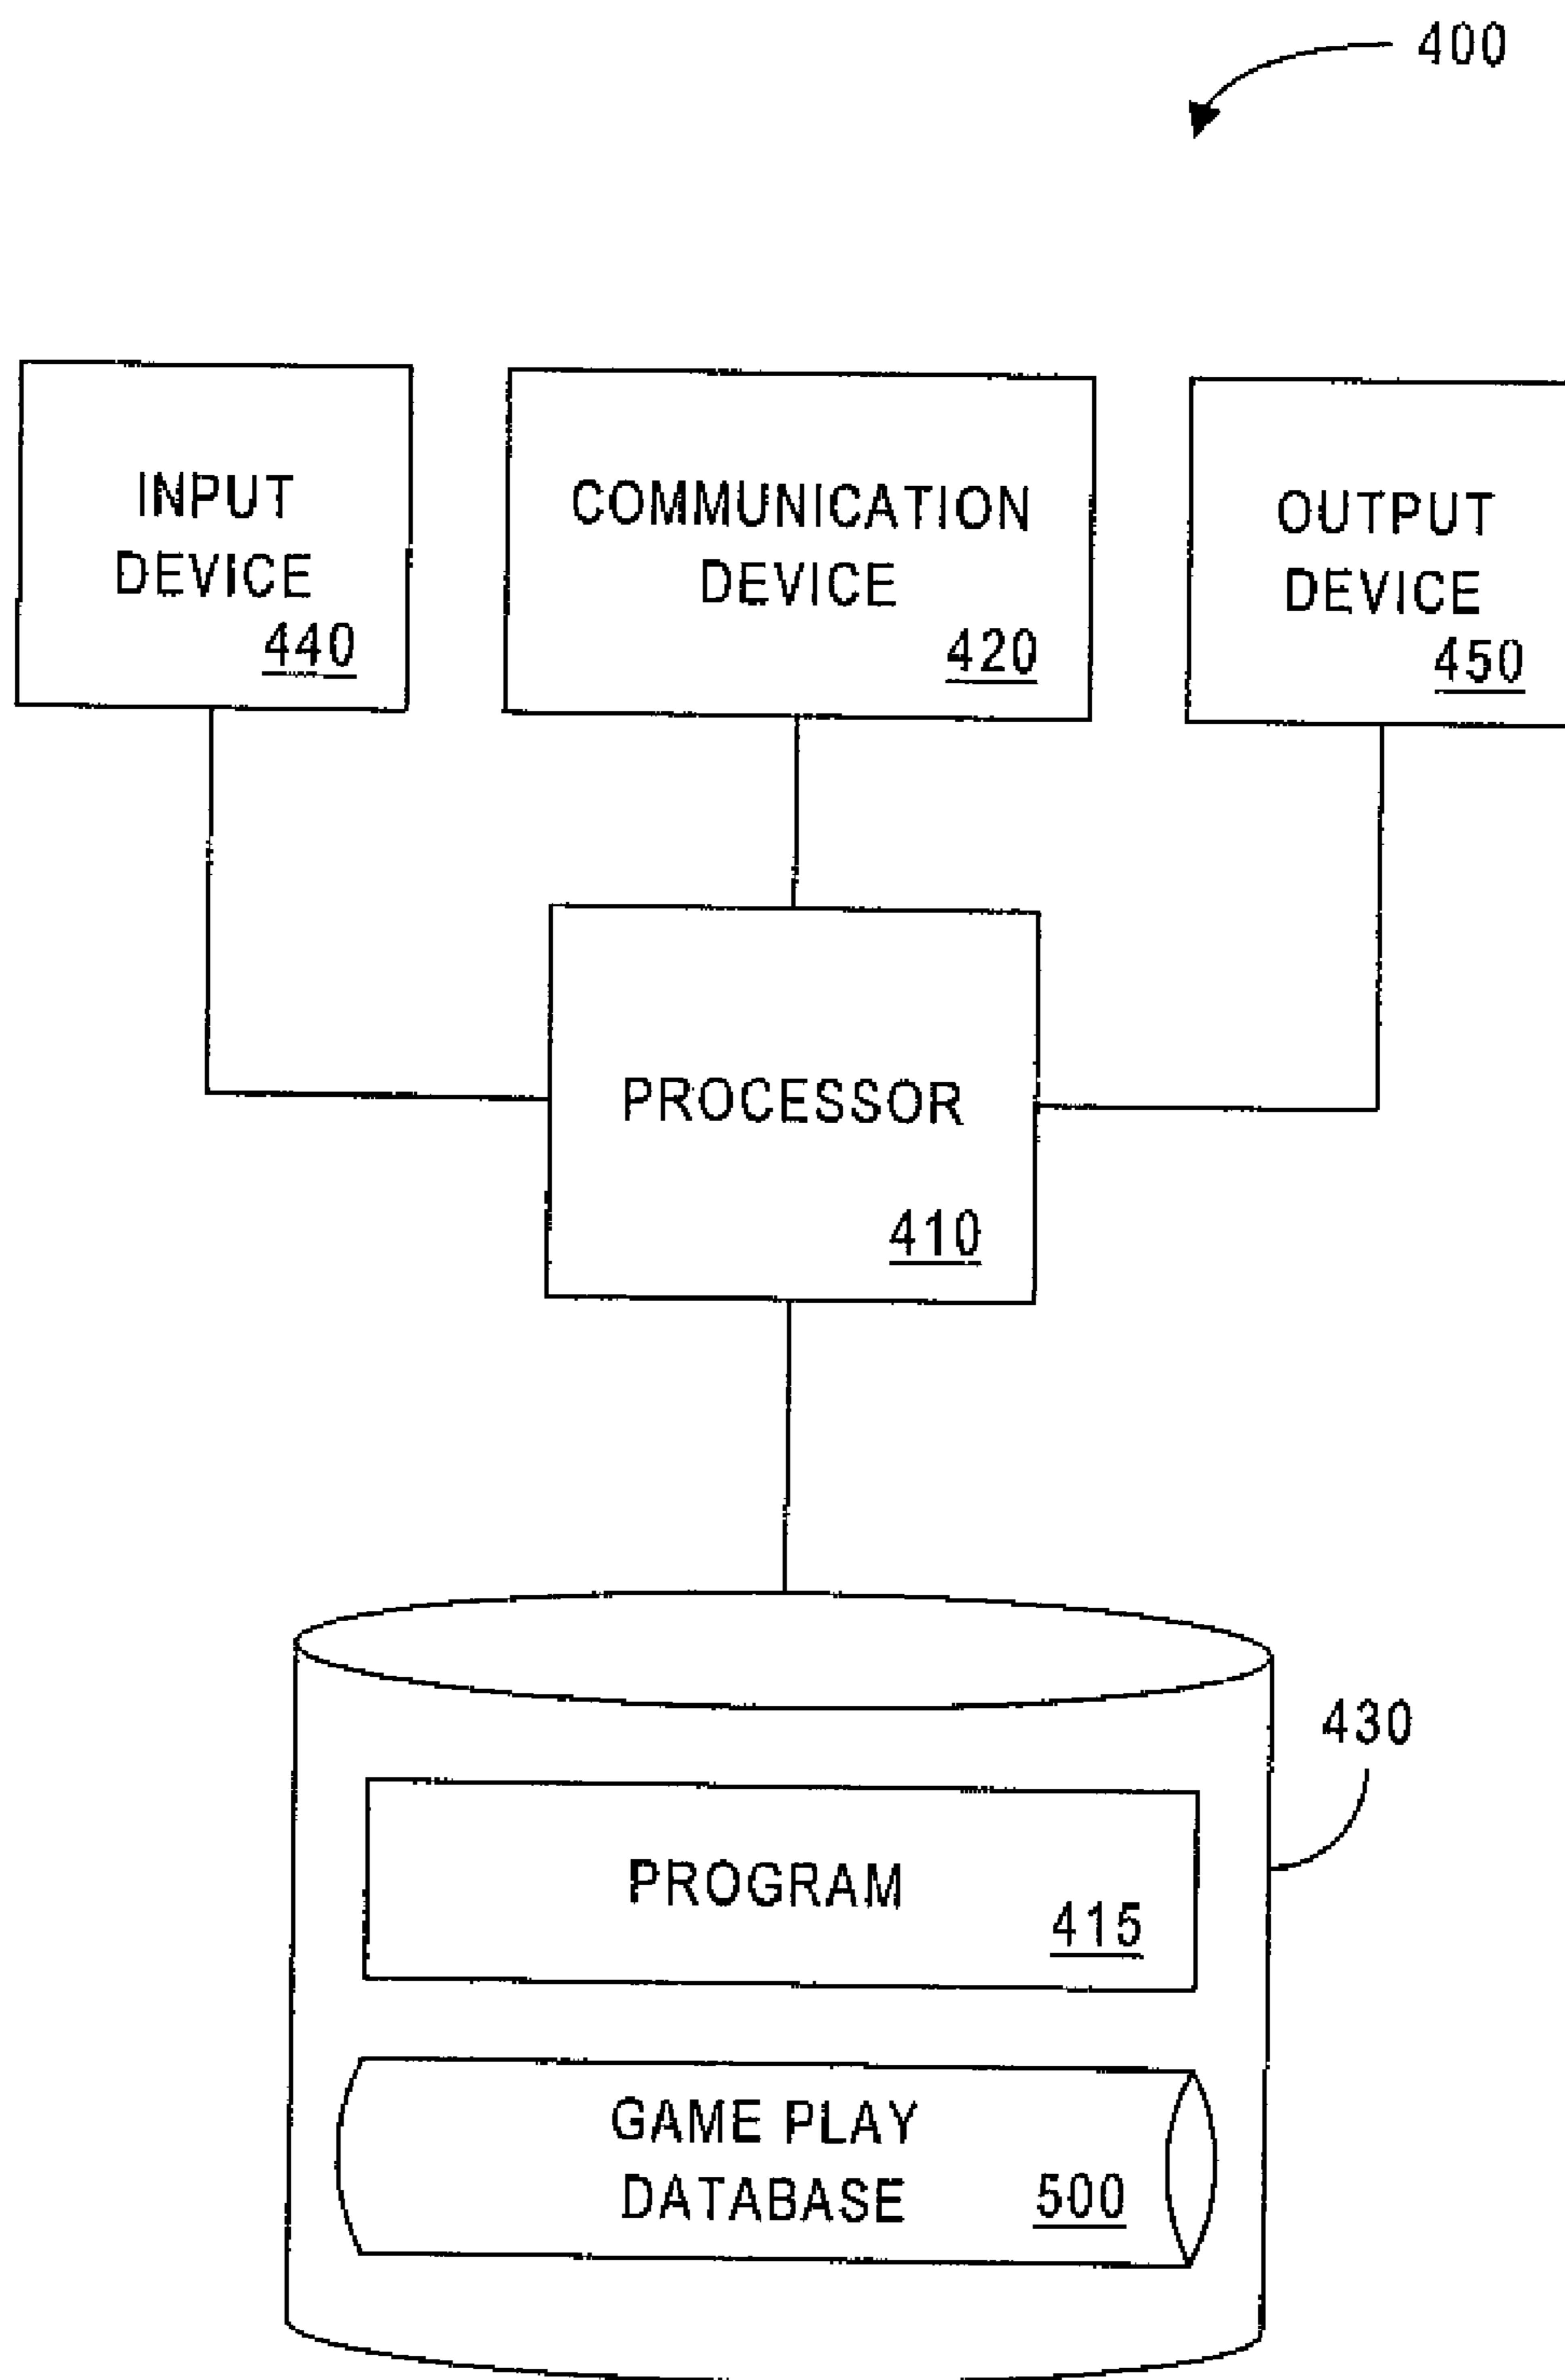 400
INPUT
DEVICE
440
COMMUNICATION
DEVICE
420
OUTPUT
DEVICE
450
PROCESSOR
410
430
PROGRAM
415
GAME PLAY
DATABASE
500